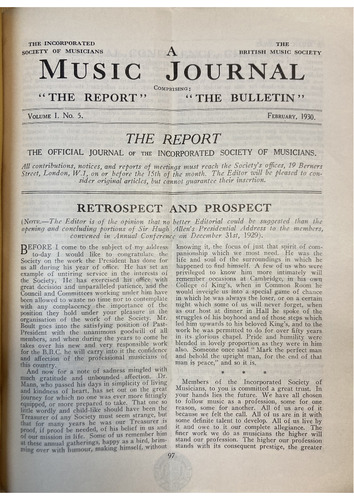 THE INCORPORATED
SOCIETY OF MUSICIANS
A
THE
BRITISH MUSIC SOCIETY
MUSIC JOURNAL
COMPRISING:
"THE REPORT" "THE BULLETIN"
VOLUME I. No. 5. FEBRUARY, 1930.
THE REPORT
THE OFFICIAL JOURNAL OF THE INCORPORATED SOCIETY OF MUSICIANS.
All contributions, notices, and reports of meetings must reach the Society's offices, 19 Berners
Street, London, W.1, on or before the 15th of the month. The Editor will be pleased to con-
sider original articles, but cannot guarantee their insertion.
RETROSPECT AND PROSPECT
(NOTE.—The Editor is of the opinion that no better Editorial could be suggested than the
opening and concluding portions of Sir Hugh Allen's Presidential Address to the members,
convened in Annual Conference on December 31st, 1929).
BEFORE I come to the subject of my address
to-day I would like to congratulate the
Society on the work the President has done for
us all during his year of office. He has set an
example of untiring service in the interests of
the Society. He has exercised his office with
great decision and unparalleled patience, and the
Council and Committees working under him have
been allowed to waste no time nor to contemplate
with any complacency the importance of the
position they hold under your pleasure in the
organisation of the work of the Society. Mr.
Boult goes into the satisfying position of Past-
President with the unanimous goodwill of all
members, and when during the years to come he
takes over his new and very responsible work
for the B.B.C. he will carry into it the confidence
and affection of the professional musicians of
this country.
And now for a note of sadness mingled with
much gratitude and unbounded affection. Dr.
Mann, who passed his days in simplicity of living
and kindness of heart, has set out on the great
journey for which no one was ever more fittingly
equipped, or more prepared to take. That one so
little worldly and child-like should have been the
Treasurer of any Society must seem strange, but
that for many years he was our Treasurer is
proof, if proof be needed, of his belief in us and
of our mission in life. Some of us remember him
at these annual gatherings, happy as a bird, brim-
ming over with humour, making himself, without
knowing it, the focus of just that spirit of com-
panionship which we most need. He was the
life and soul of the surroundings in which he
happened to find himself. A few of us who were
privileged to know him more intimately will
remember occasions at Cambridge, in his own
College of King's, when in Common Room he
would inveigle us into a special game of chance
in which he was always the loser, or on a certain
night which some of us will never forget, when
as our host at dinner in Hall he spoke of the
struggles of his boyhood and of those steps which
led him upwards to his beloved King's, and to the
work he was permitted to do for over fifty years
in its glorious chapel. Pride and humility were
blended in lovely proportion as they were in him
also. Someone once said "Mark the perfect man
and behold the upright man, for the end of that
man is peace," and so it is.
* * *
Members of the Incorporated Society of
Musicians, to you is committed a great trust. In
your hands lies the future. We have all chosen
to follow music as a profession, some for one
reason, some for another. All of us are of it
because we felt the call. All of us are in it with
some definite talent to develop. All of us live by
it and owe to it our complete allegiance. The
finer work we do as musicians the higher will
stand our profession. The higher our profession
stands with its consequent prestige, the greater
97